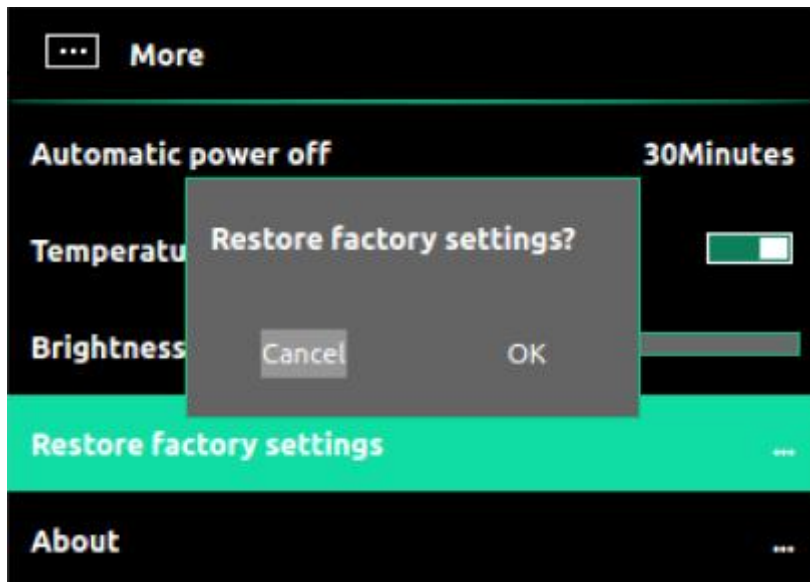 More
Automatic power off 30Minutes
Temperatu
Restore factory settings?
Brightness
Cancel OK
Restore factory settings ...
About ...